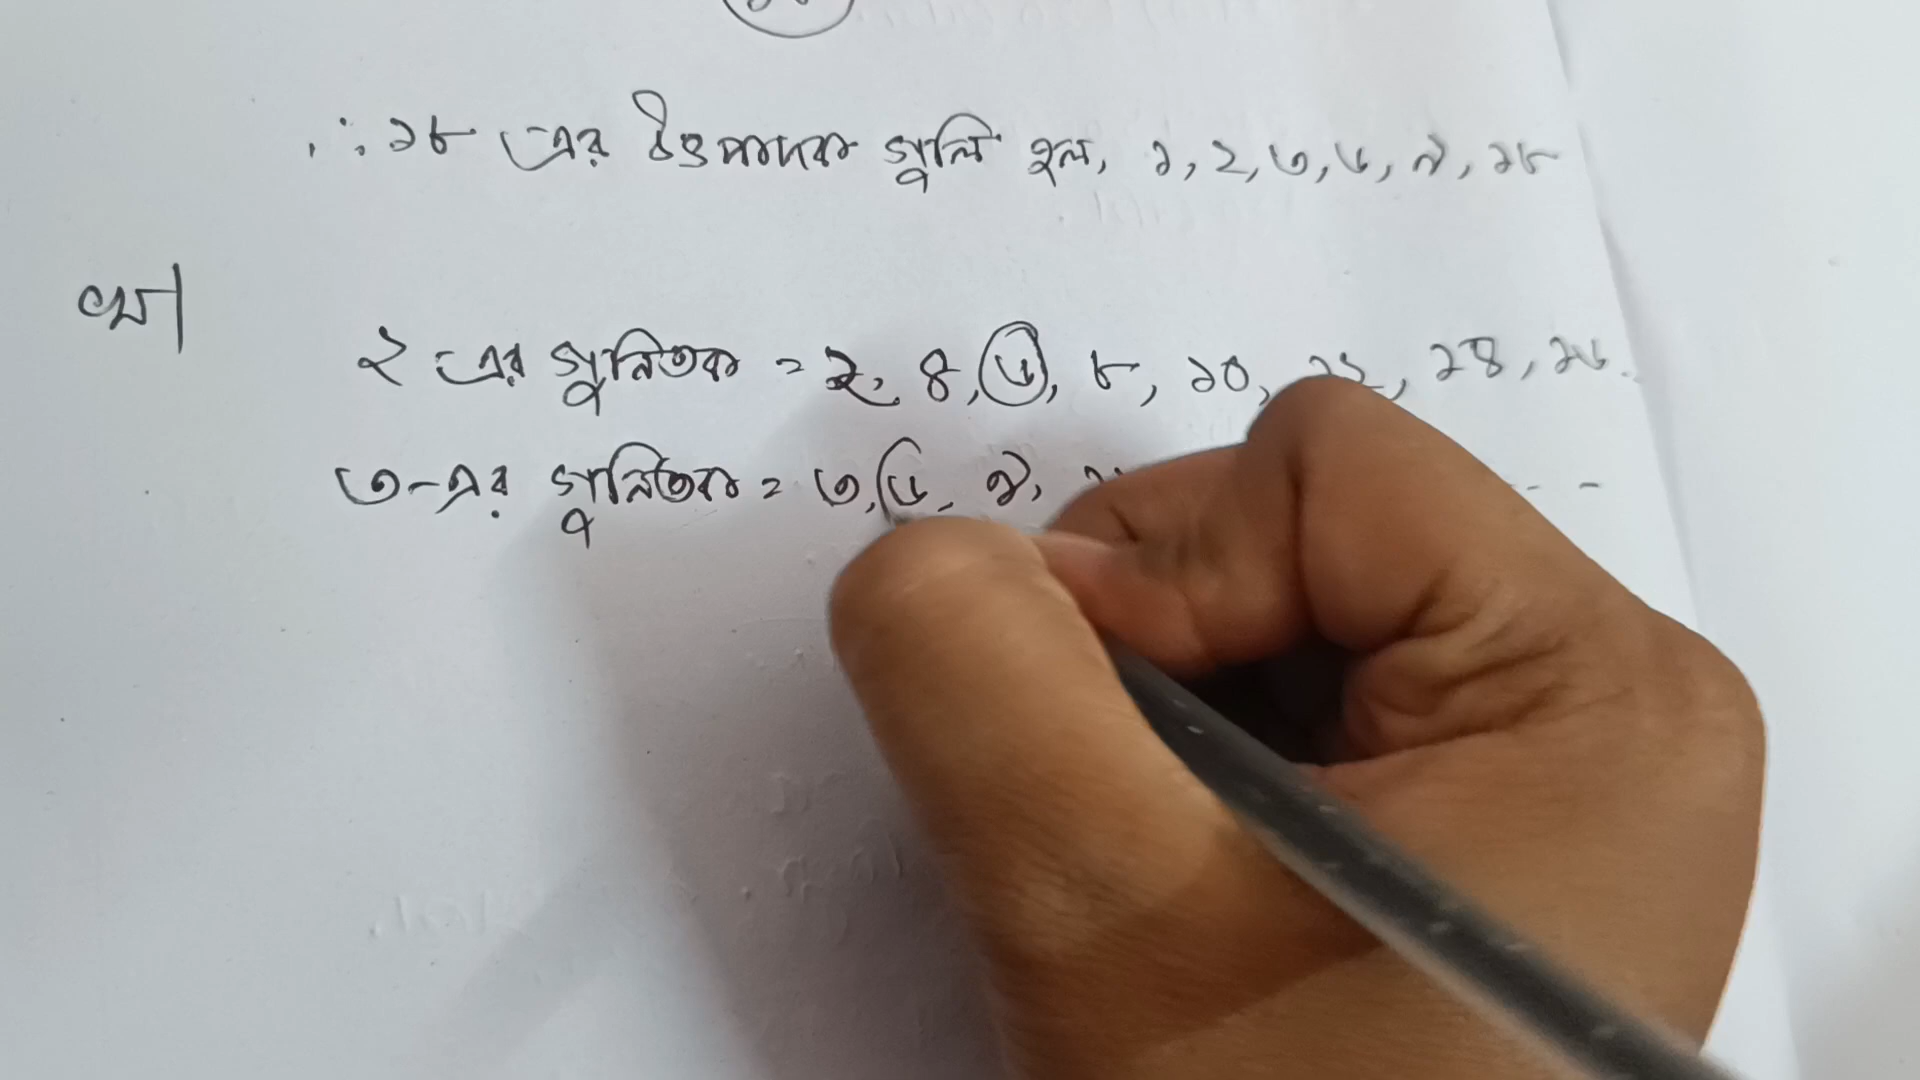 ∴ ১৮ এর উৎপাদক গুলি হল, ১, ২, ৩, ৬, ৯, ১৮
খ।
২-এর গুনিতক = ২, ৪, ৬, ৮, ১০, ১২, ১৪, ১৬
৩-এর গুনিতক = ৩, ৬, ৯,